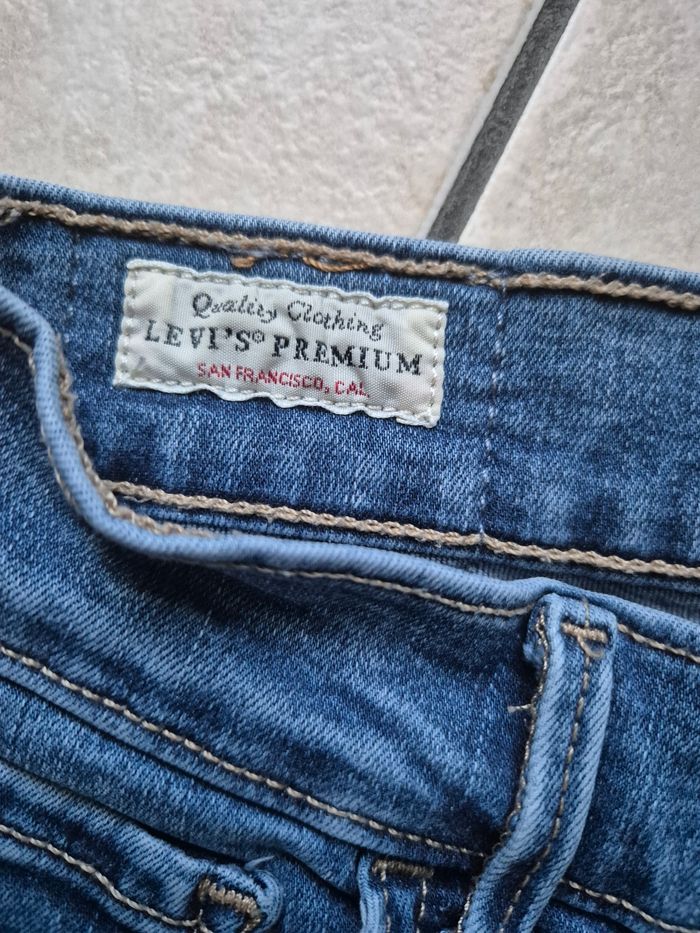 Quality Clothing
LEVI'S® PREMIUM
SAN FRANCISCO, CAL.